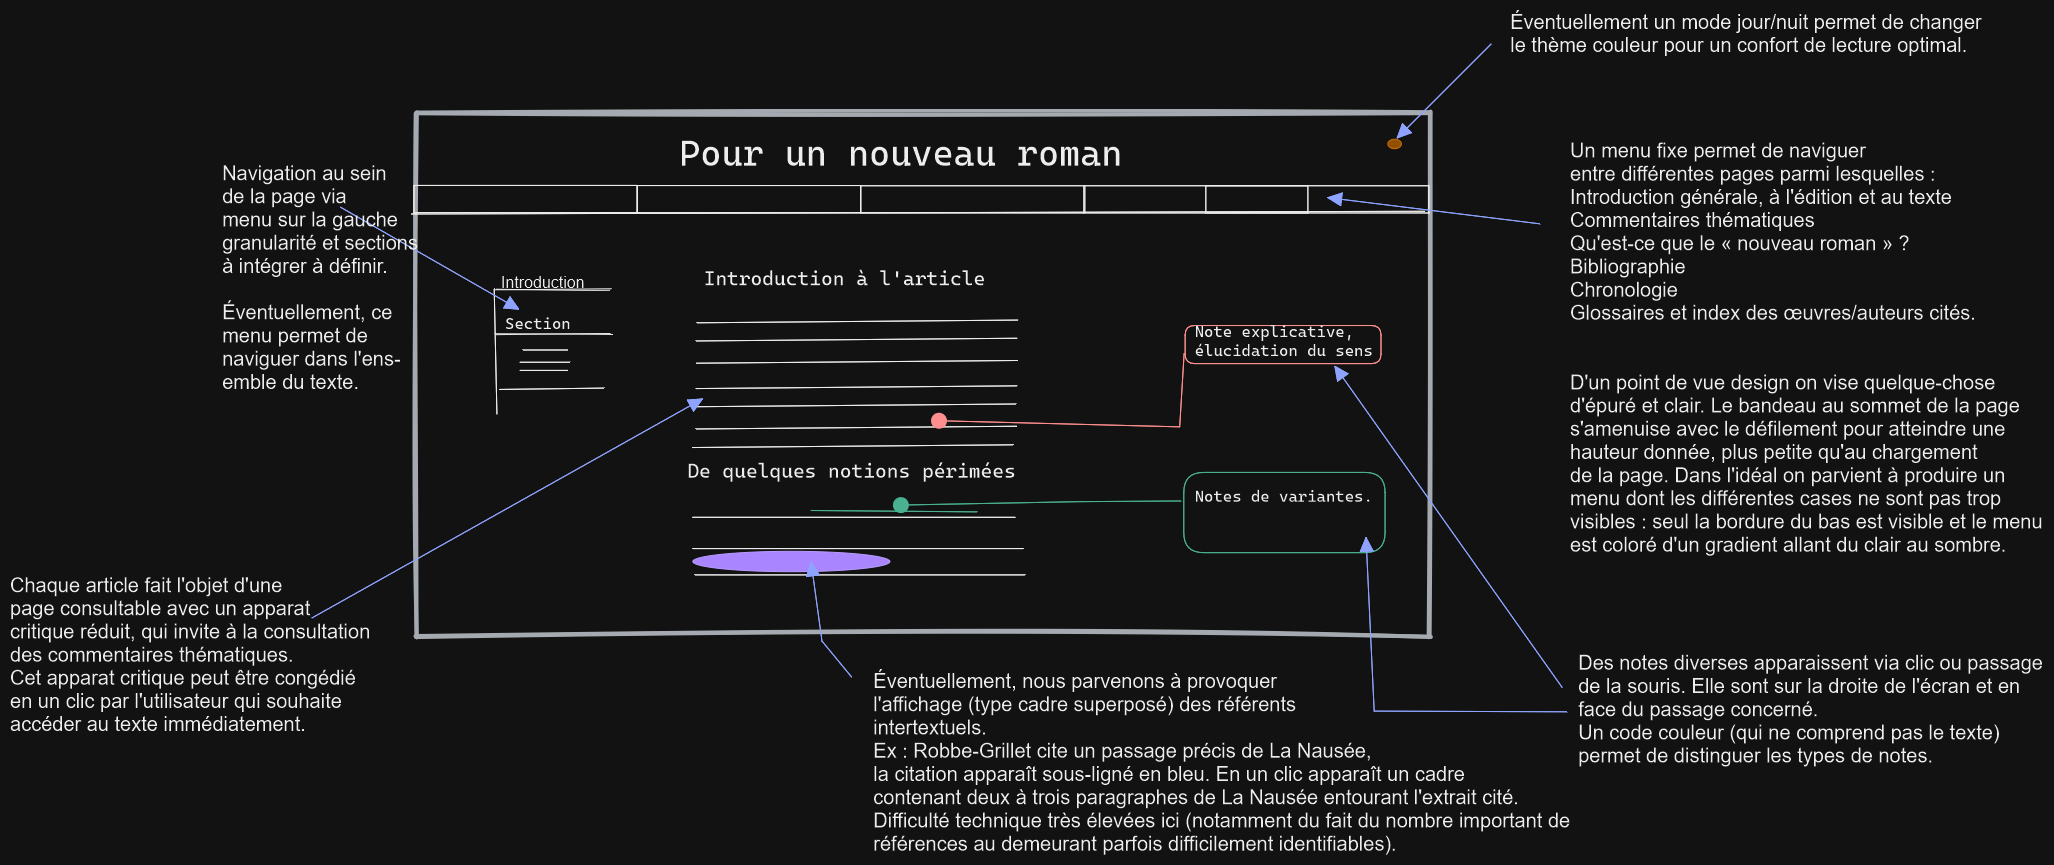 Éventuellement un mode jour/nuit permet de changer
le thème couleur pour un confort de lecture optimal.
Pour un nouveau roman
Navigation au sein
de la page via
menu sur la gauche
granularité et sections
à intégrer à définir.
Éventuellement, ce
menu permet de
naviguer dans l'ens-
emble du texte.
Un menu fixe permet de naviguer
entre différentes pages parmi lesquelles :
Introduction générale, à l'édition et au texte
Commentaires thématiques
Qu'est-ce que le « nouveau roman » ?
Bibliographie
Chronologie
Glossaires et index des œuvres/auteurs cités.
Introduction
Section
Introduction à l'article
Note explicative,
élucidation du sens
D'un point de vue design on vise quelque-chose
d'épuré et clair. Le bandeau au sommet de la page
s'amenuise avec le défilement pour atteindre une
hauteur donnée, plus petite qu'au chargement
de la page. Dans l'idéal on parvient à produire un
menu dont les différentes cases ne sont pas trop
visibles : seul la bordure du bas est visible et le menu
est coloré d'un gradient allant du clair au sombre.
De quelques notions périmées
Notes de variantes.
Chaque article fait l'objet d'une
page consultable avec un apparat
critique réduit, qui invite à la consultation
des commentaires thématiques.
Cet apparat critique peut être congédié
en un clic par l'utilisateur qui souhaite
accéder au texte immédiatement.
Éventuellement, nous parvenons à provoquer
l'affichage (type cadre superposé) des référents
intertextuels.
Ex : Robbe-Grillet cite un passage précis de La Nausée,
la citation apparaît sous-ligné en bleu. En un clic apparaît un cadre
contenant deux à trois paragraphes de La Nausée entourant l'extrait cité.
Difficulté technique très élevées ici (notamment du fait du nombre important de
références au demeurant parfois difficilement identifiables).
Des notes diverses apparaissent via clic ou passage
de la souris. Elle sont sur la droite de l'écran et en
face du passage concerné.
Un code couleur (qui ne comprend pas le texte)
permet de distinguer les types de notes.